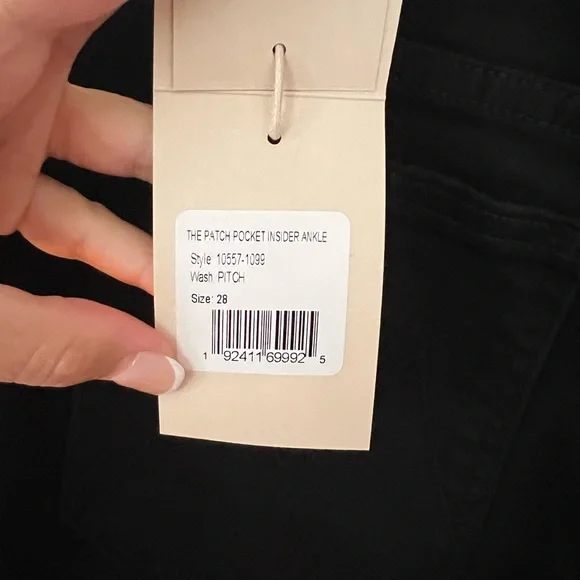 THE PATCH POCKET INSIDER ANKLE
Style: 10557-1099
Wash: PITCH
Size: 28
1 92411 69992 5